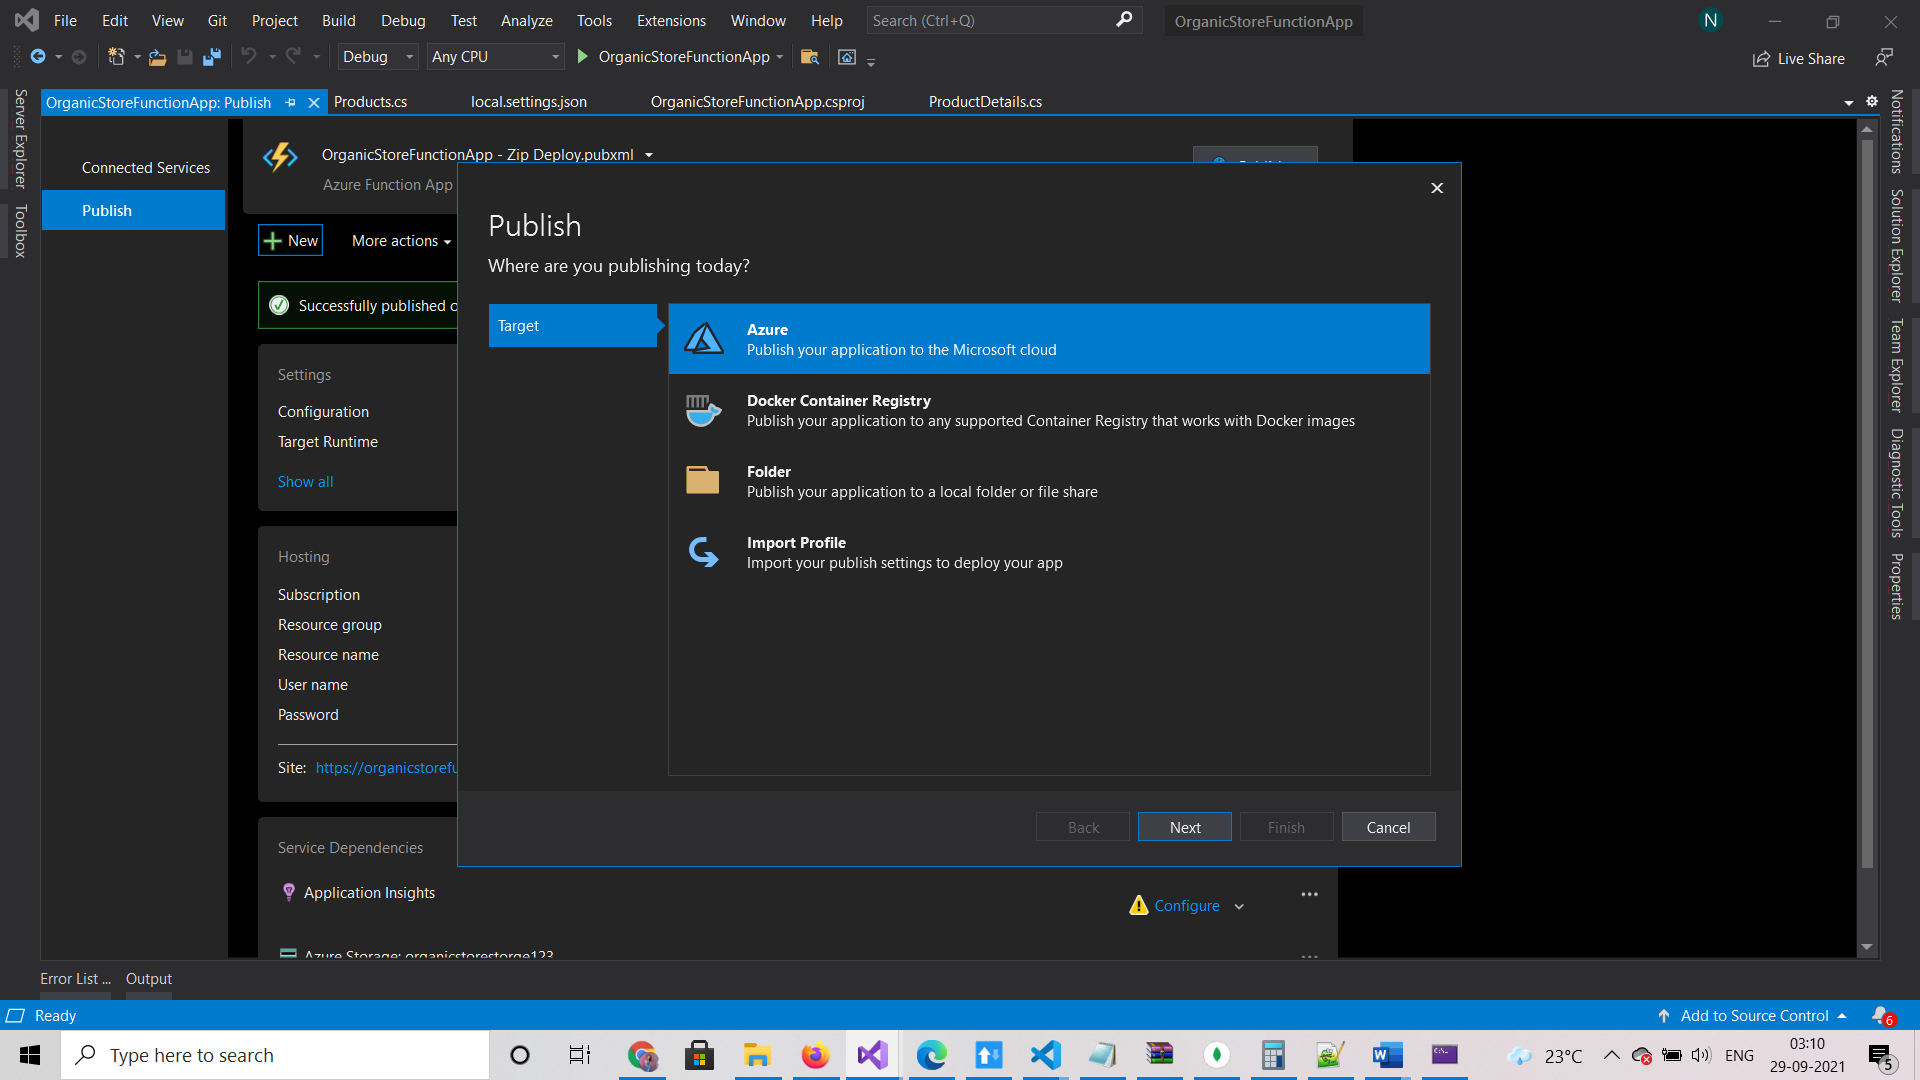 File Edit View Git Project Build Debug Test Analyze Tools Extensions Window Help Search (Ctrl+Q) OrganicStoreFunctionApp N
Debug Any CPU OrganicStoreFunctionApp Live Share
OrganicStoreFunctionApp: Publish Products.cs local.settings.json OrganicStoreFunctionApp.csproj ProductDetails.cs
Server Explorer
Toolbox
Connected Services
Publish
OrganicStoreFunctionApp - Zip Deploy.pubxml
Azure Function App
New More actions
Successfully published
Settings
Configuration
Target Runtime
Show all
Hosting
Subscription
Resource group
Resource name
User name
Password
Site: https://organicstorefu
Service Dependencies
Application Insights
Configure
Azure Storage: organicstorestorge123
Publish
Where are you publishing today?
Target
Azure
Publish your application to the Microsoft cloud
Docker Container Registry
Publish your application to any supported Container Registry that works with Docker images
Folder
Publish your application to a local folder or file share
Import Profile
Import your publish settings to deploy your app
Back Next Finish Cancel
Notifications
Solution Explorer
Team Explorer
Diagnostic Tools
Properties
Error List ... Output
Ready Add to Source Control 6
Type here to search 23°C ENG 03:10
29-09-2021 5